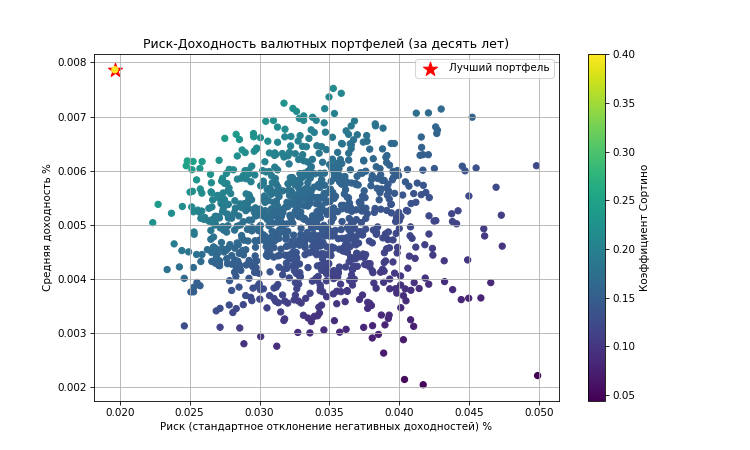 Риск-Доходность валютных портфелей (за десять лет)
Лучший портфель
Средняя доходность %
0.008
0.007
0.006
0.005
0.004
0.003
0.002
0.020 0.025 0.030 0.035 0.040 0.045 0.050
Риск (стандартное отклонение негативных доходностей) %
0.40
0.35
0.30
0.25
0.20
0.15
0.10
0.05
Коэффициент Сортино